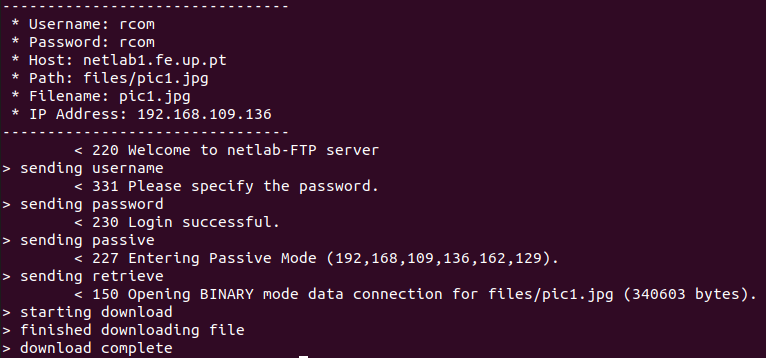 --------------------------------
* Username: rcom
* Password: rcom
* Host: netlab1.fe.up.pt
* Path: files/pic1.jpg
* Filename: pic1.jpg
* IP Address: 192.168.109.136
--------------------------------
< 220 Welcome to netlab-FTP server
> sending username
< 331 Please specify the password.
> sending password
< 230 Login successful.
> sending passive
< 227 Entering Passive Mode (192,168,109,136,162,129).
> sending retrieve
< 150 Opening BINARY mode data connection for files/pic1.jpg (340603 bytes).
> starting download
> finished downloading file
> download complete